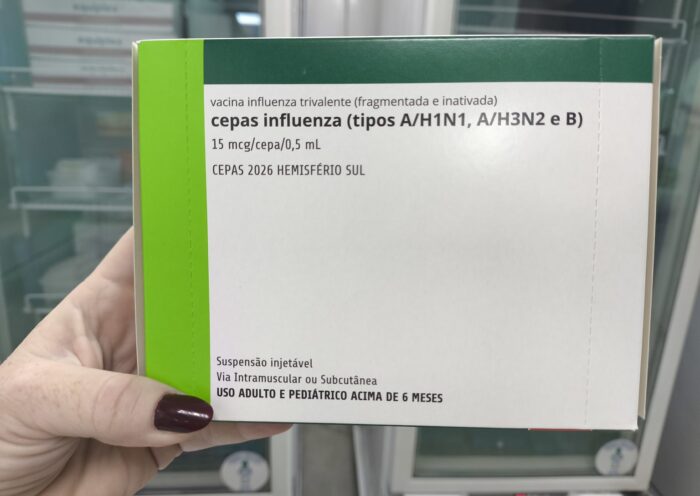 vacina influenza trivalente (fragmentada e inativada)
cepas influenza (tipos A/H1N1, A/H3N2 e B)
15 mcg/cepa/0,5 mL
CEPAS 2026 HEMISFÉRIO SUL
Suspensão injetável
Via Intramuscular ou Subcutânea
USO ADULTO E PEDIÁTRICO ACIMA DE 6 MESES